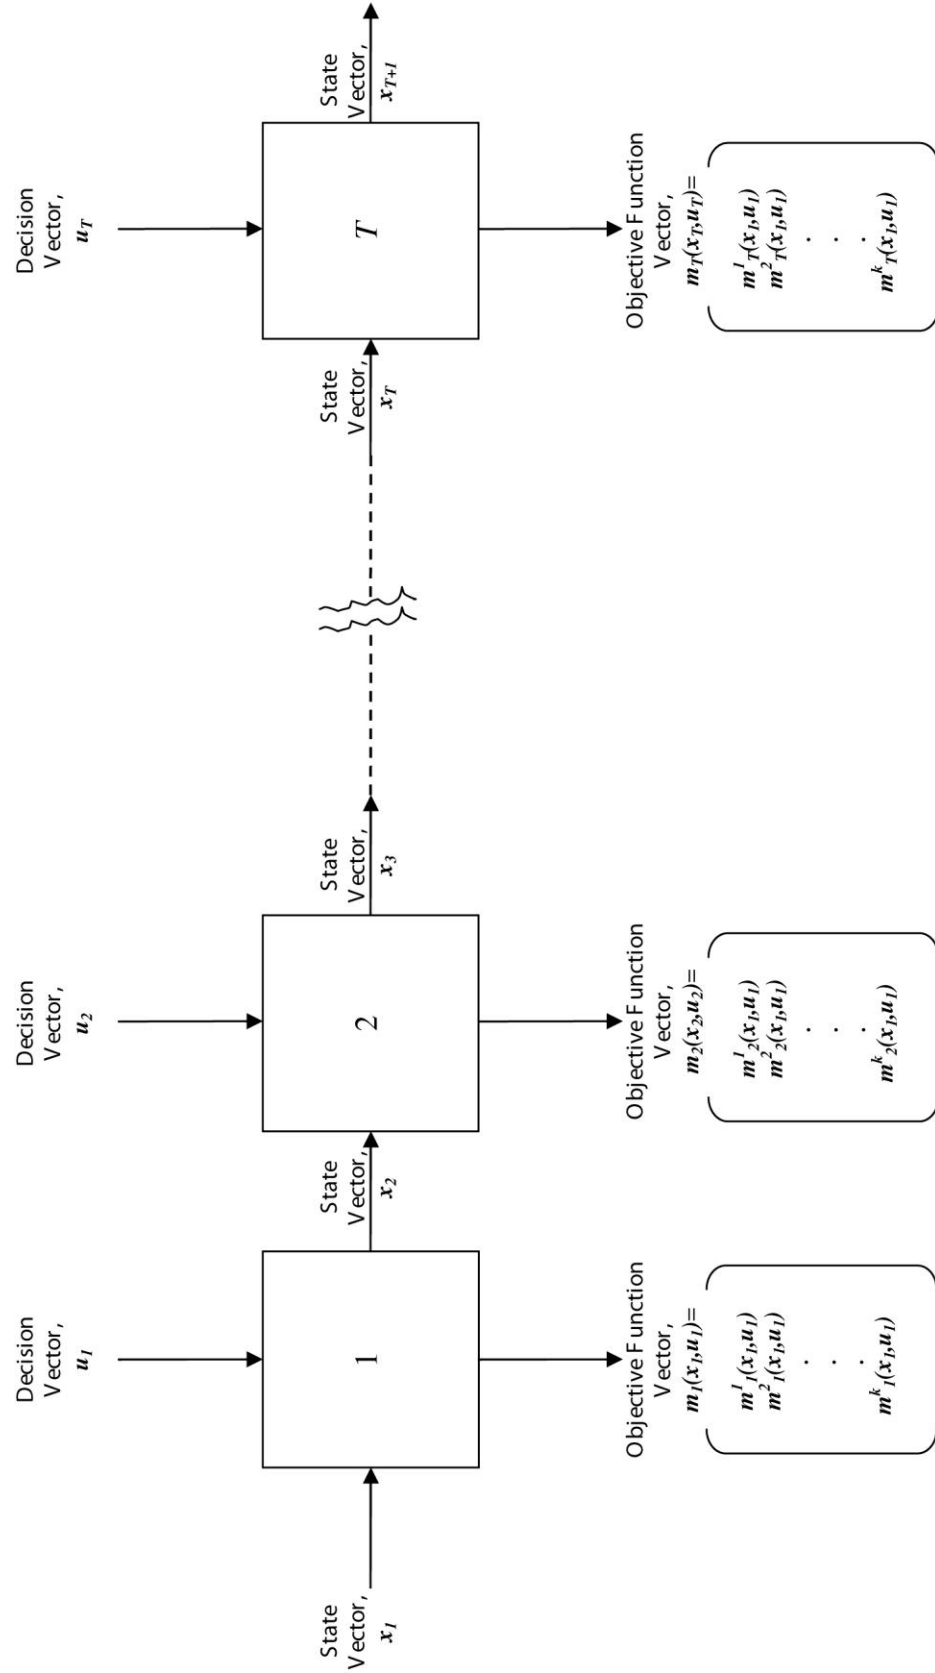 Decision
Vector,
u1
Decision
Vector,
u2
Decision
Vector,
uT
State
Vector,
x1
1
State
Vector,
x2
2
State
Vector,
x3
State
Vector,
xT
T
State
Vector,
xT+1
Objective Function
Vector,
m1(x1,u1)=
m¹1(x1,u1)
m²1(x1,u1)
.
.
.
mᵏ1(x1,u1)
Objective Function
Vector,
m2(x2,u2)=
m¹2(x1,u1)
m²2(x1,u1)
.
.
.
mᵏ2(x1,u1)
Objective Function
Vector,
mT(xT,uT)=
m¹T(x1,u1)
m²T(x1,u1)
.
.
.
mᵏT(x1,u1)